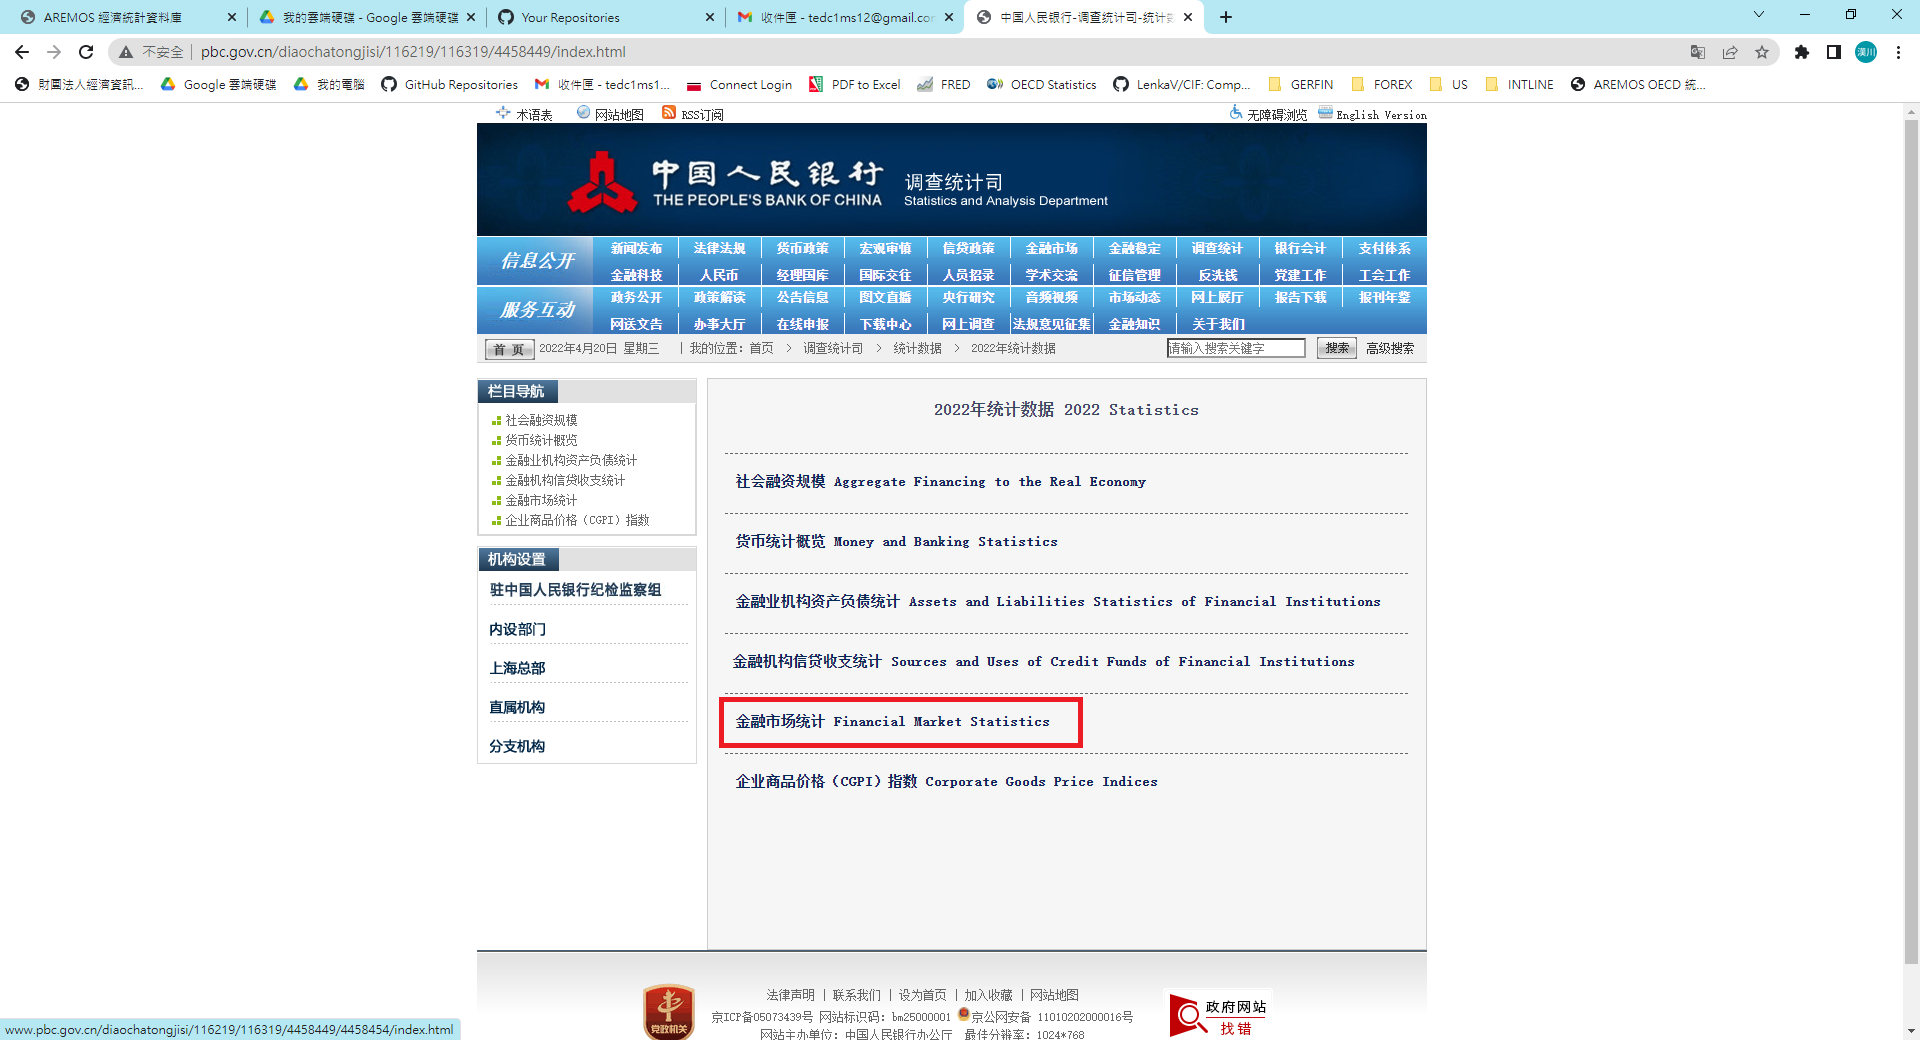 AREMOS 經濟統計資料庫
我的雲端硬碟 - Google 雲端硬碟
Your Repositories
收件匣 - tedc1ms12@gmail.cor
中国人民银行-调查统计司-统计数
不安全 | pbc.gov.cn/diaochatongjisi/116219/116319/4458449/index.html
漢川
財團法人經濟資訊...
Google 雲端硬碟
我的電腦
GitHub Repositories
收件匣 - tedc1ms1...
Connect Login
PDF to Excel
FRED
OECD Statistics
LenkaV/CIF: Comp...
GERFIN
FOREX
US
INTLINE
AREMOS OECD 統...
术语表 网站地图 RSS订阅 无障碍浏览 English Version
中国人民银行 调查统计司
THE PEOPLE'S BANK OF CHINA Statistics and Analysis Department
信息公开
新闻发布 法律法规 货币政策 宏观审慎 信贷政策 金融市场 金融稳定 调查统计 银行会计 支付体系
金融科技 人民币 经理国库 国际交往 人员招录 学术交流 征信管理 反洗钱 党建工作 工会工作
服务互动
政务公开 政策解读 公告信息 图文直播 央行研究 音频视频 市场动态 网上展厅 报告下载 报刊年鉴
网送文告 办事大厅 在线申报 下载中心 网上调查 法规意见征集 金融知识 关于我们
首 页 2022年4月20日 星期三 | 我的位置：首页 > 调查统计司 > 统计数据 > 2022年统计数据 请输入搜索关键字 搜索 高级搜索
栏目导航
社会融资规模
货币统计概览
金融业机构资产负债统计
金融机构信贷收支统计
金融市场统计
企业商品价格（CGPI）指数
机构设置
驻中国人民银行纪检监察组
内设部门
上海总部
直属机构
分支机构
2022年统计数据 2022 Statistics
社会融资规模 Aggregate Financing to the Real Economy
货币统计概览 Money and Banking Statistics
金融业机构资产负债统计 Assets and Liabilities Statistics of Financial Institutions
金融机构信贷收支统计 Sources and Uses of Credit Funds of Financial Institutions
金融市场统计 Financial Market Statistics
企业商品价格（CGPI）指数 Corporate Goods Price Indices
党政机关
法律声明 | 联系我们 | 设为首页 | 加入收藏 | 网站地图
京ICP备05073439号 网站标识码：bm25000001 京公网安备 11010202000016号
网站主办单位：中国人民银行办公厅 最佳分辨率：1024*768
政府网站
找错
www.pbc.gov.cn/diaochatongjisi/116219/116319/4458449/4458454/index.html